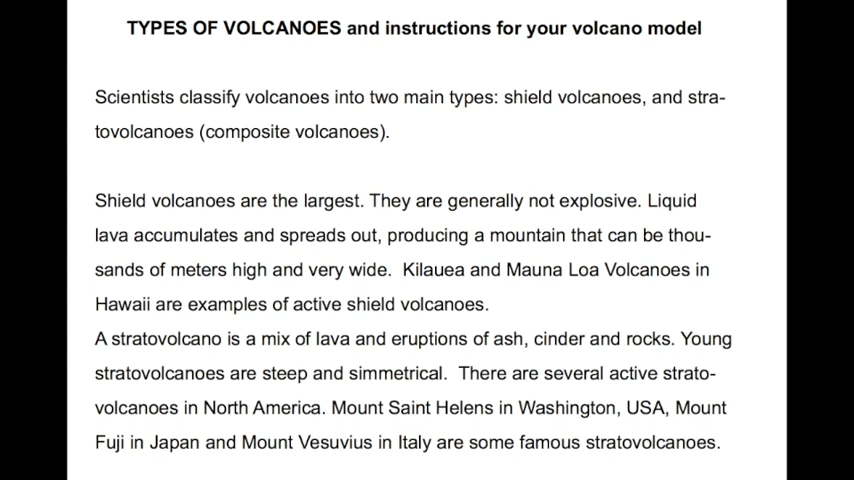 TYPES OF VOLCANOES and instructions for your volcano model
Scientists classify volcanoes into two main types: shield volcanoes, and stra-
tovolcanoes (composite volcanoes).
Shield volcanoes are the largest. They are generally not explosive. Liquid
lava accumulates and spreads out, producing a mountain that can be thou-
sands of meters high and very wide.  Kilauea and Mauna Loa Volcanoes in
Hawaii are examples of active shield volcanoes.
A stratovolcano is a mix of lava and eruptions of ash, cinder and rocks. Young
stratovolcanoes are steep and simmetrical.  There are several active strato-
volcanoes in North America. Mount Saint Helens in Washington, USA, Mount
Fuji in Japan and Mount Vesuvius in Italy are some famous stratovolcanoes.